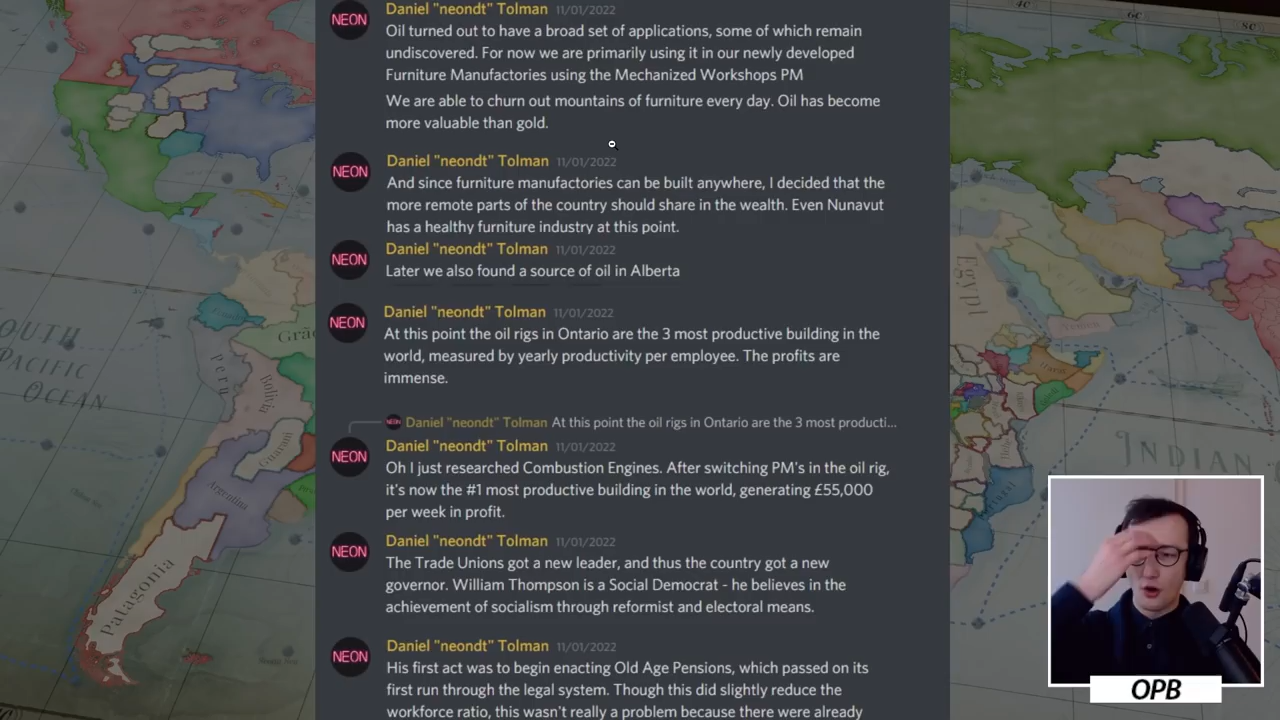 Daniel "neondt" Tolman 11/01/2022
NEON
Oil turned out to have a broad set of applications, some of which remain
undiscovered. For now we are primarily using it in our newly developed
Furniture Manufactories using the Mechanized Workshops PM
We are able to churn out mountains of furniture every day. Oil has become
more valuable than gold.
Daniel "neondt" Tolman 11/01/2022
NEON
And since furniture manufactories can be built anywhere, I decided that the
more remote parts of the country should share in the wealth. Even Nunavut
has a healthy furniture industry at this point.
Daniel "neondt" Tolman 11/01/2022
NEON
Later we also found a source of oil in Alberta
Daniel "neondt" Tolman 11/01/2022
NEON
At this point the oil rigs in Ontario are the 3 most productive building in the
world, measured by yearly productivity per employee. The profits are
immense.
Daniel "neondt" Tolman At this point the oil rigs in Ontario are the 3 most producti...
Daniel "neondt" Tolman 11/01/2022
NEON
Oh I just researched Combustion Engines. After switching PM's in the oil rig,
it's now the #1 most productive building in the world, generating £55,000
per week in profit.
Daniel "neondt" Tolman 11/01/2022
NEON
The Trade Unions got a new leader, and thus the country got a new
governor. William Thompson is a Social Democrat - he believes in the
achievement of socialism through reformist and electoral means.
Daniel "neondt" Tolman 11/01/2022
NEON
His first act was to begin enacting Old Age Pensions, which passed on its
first run through the legal system. Though this did slightly reduce the
workforce ratio, this wasn't really a problem because there were already
SOUTH
PACIFIC
OCEAN
Peru
Bolivia
Guarani
Argentina
Patagonia
Egypt
Yemen
INDIAN
OPB